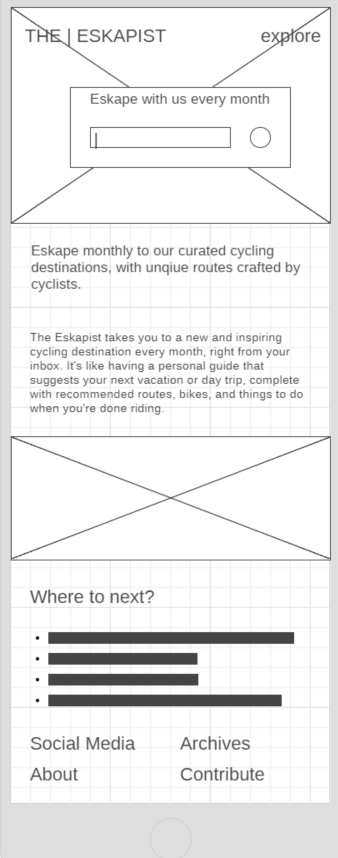 THE | ESKAPIST
explore
Eskape with us every month
Eskape monthly to our curated cycling
destinations, with unqiue routes crafted by
cyclists.
The Eskapist takes you to a new and inspiring
cycling destination every month, right from your
inbox. It's like having a personal guide that
suggests your next vacation or day trip, complete
with recommended routes, bikes, and things to do
when you're done riding.
Where to next?
Social Media
Archives
About
Contribute